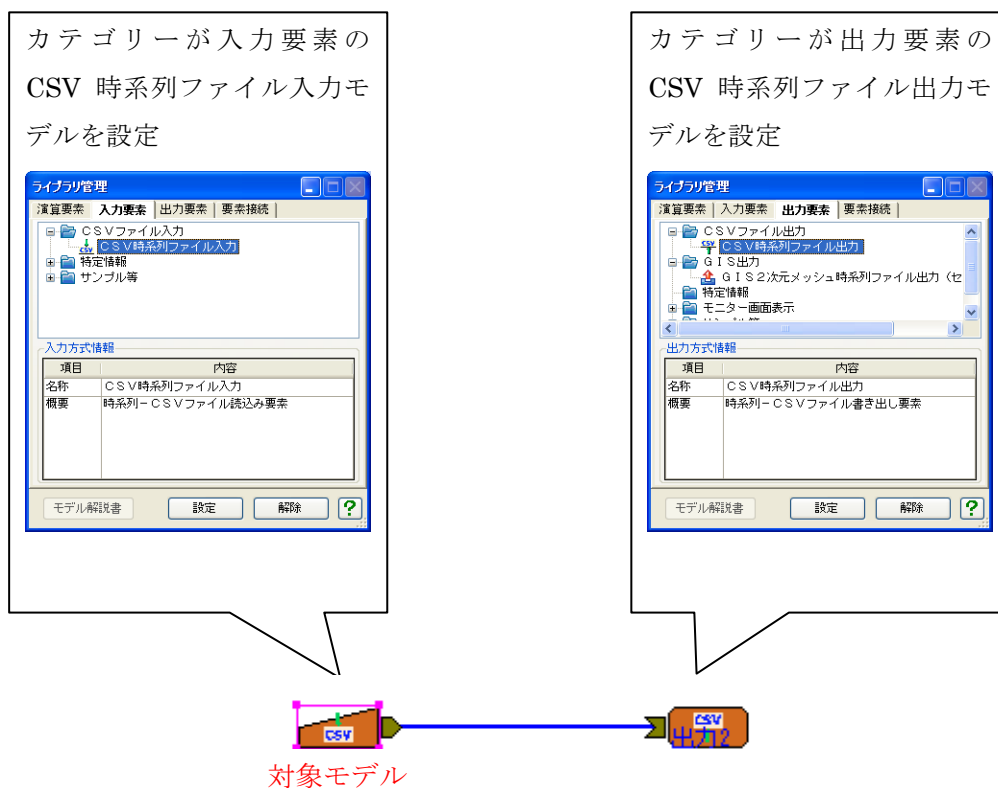 カテゴリーが入力要素の
CSV 時系列ファイル入力モ
デルを設定
ライブラリ管理
演算要素 入力要素 出力要素 要素接続
CSVファイル入力
CSV時系列ファイル入力
特定情報
サンプル等
入力方式情報
項目 内容
名称 CSV時系列ファイル入力
概要 時系列-CSVファイル読込み要素
モデル解説書 設定 解除 ?
カテゴリーが出力要素の
CSV 時系列ファイル出力モ
デルを設定
ライブラリ管理
演算要素 入力要素 出力要素 要素接続
CSVファイル出力
CSV時系列ファイル出力
GIS出力
GIS2次元メッシュ時系列ファイル出力(セ
特定情報
モニター画面表示
出力方式情報
項目 内容
名称 CSV時系列ファイル出力
概要 時系列-CSVファイル書き出し要素
モデル解説書 設定 解除 ?
CSV
CSV
出力2
対象モデル